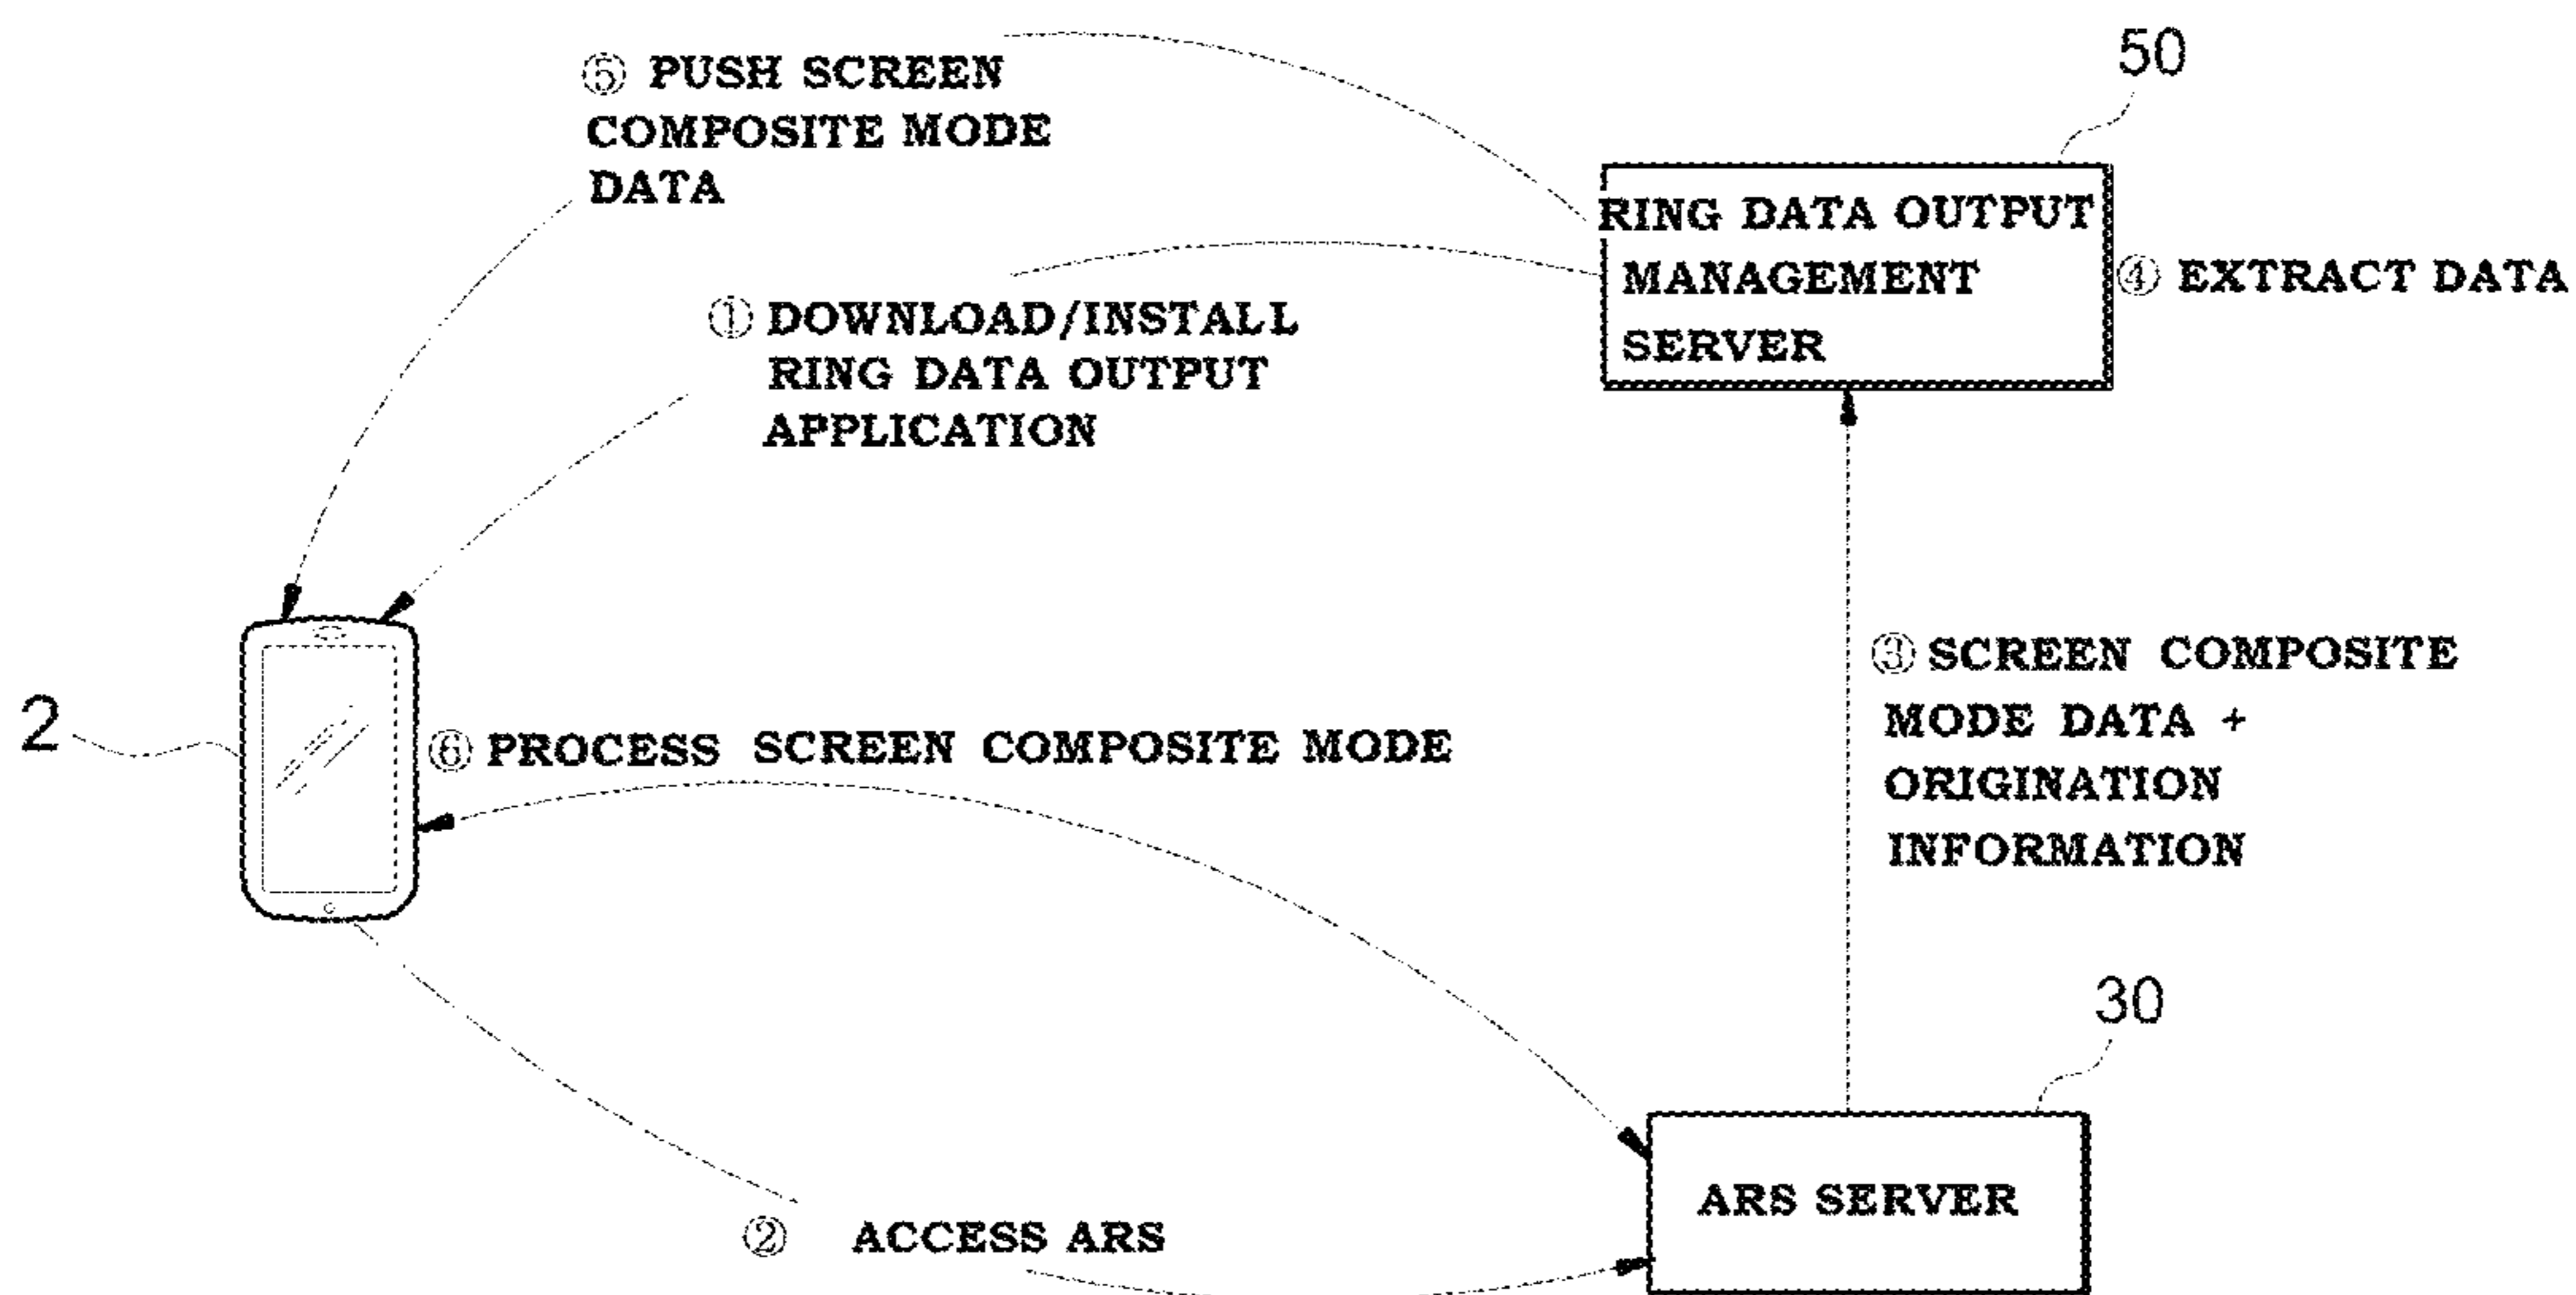 ⑤ PUSH SCREEN
COMPOSITE MODE
DATA
50
RING DATA OUTPUT
MANAGEMENT
SERVER
④ EXTRACT DATA
① DOWNLOAD/INSTALL
RING DATA OUTPUT
APPLICATION
2
⑥ PROCESS SCREEN COMPOSITE MODE
③ SCREEN COMPOSITE
MODE DATA +
ORIGINATION
INFORMATION
30
ARS SERVER
② ACCESS ARS